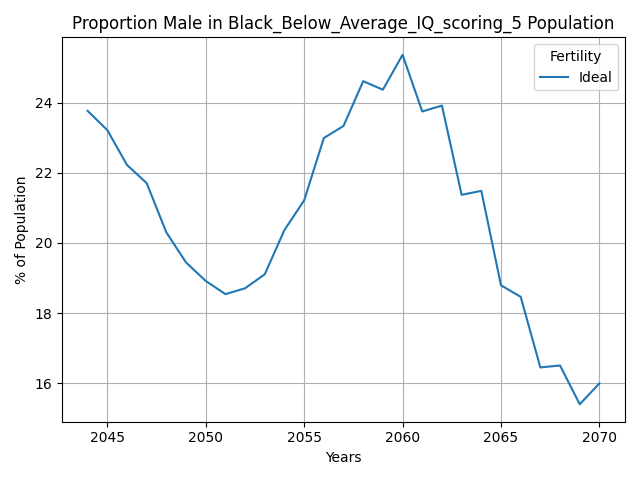 Proportion Male in Black_Below_Average_IQ_scoring_5 Population
Fertility
Ideal
% of Population
24
22
20
18
16
2045 2050 2055 2060 2065 2070
Years